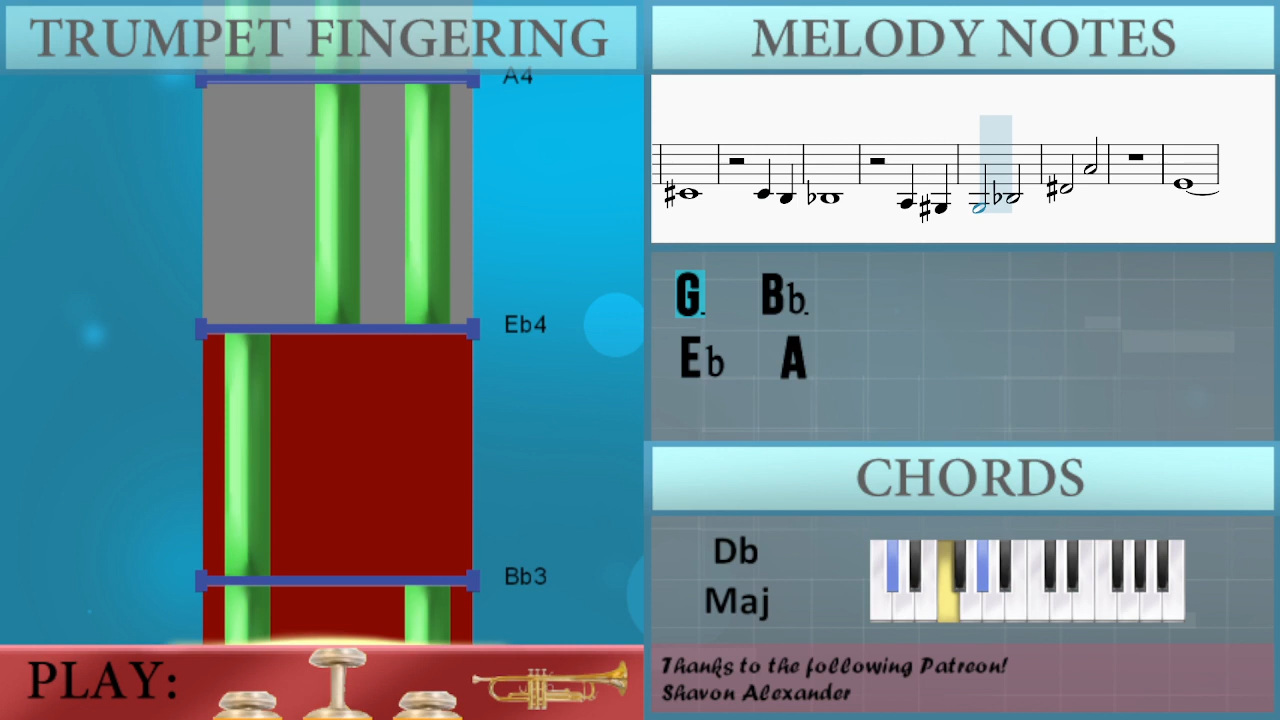 TRUMPET FINGERING
A4
Eb4
Bb3
PLAY:
MELODY NOTES
G. Bb.
Eb A
CHORDS
Db
Maj
Thanks to the following Patreon!
Shavon Alexander